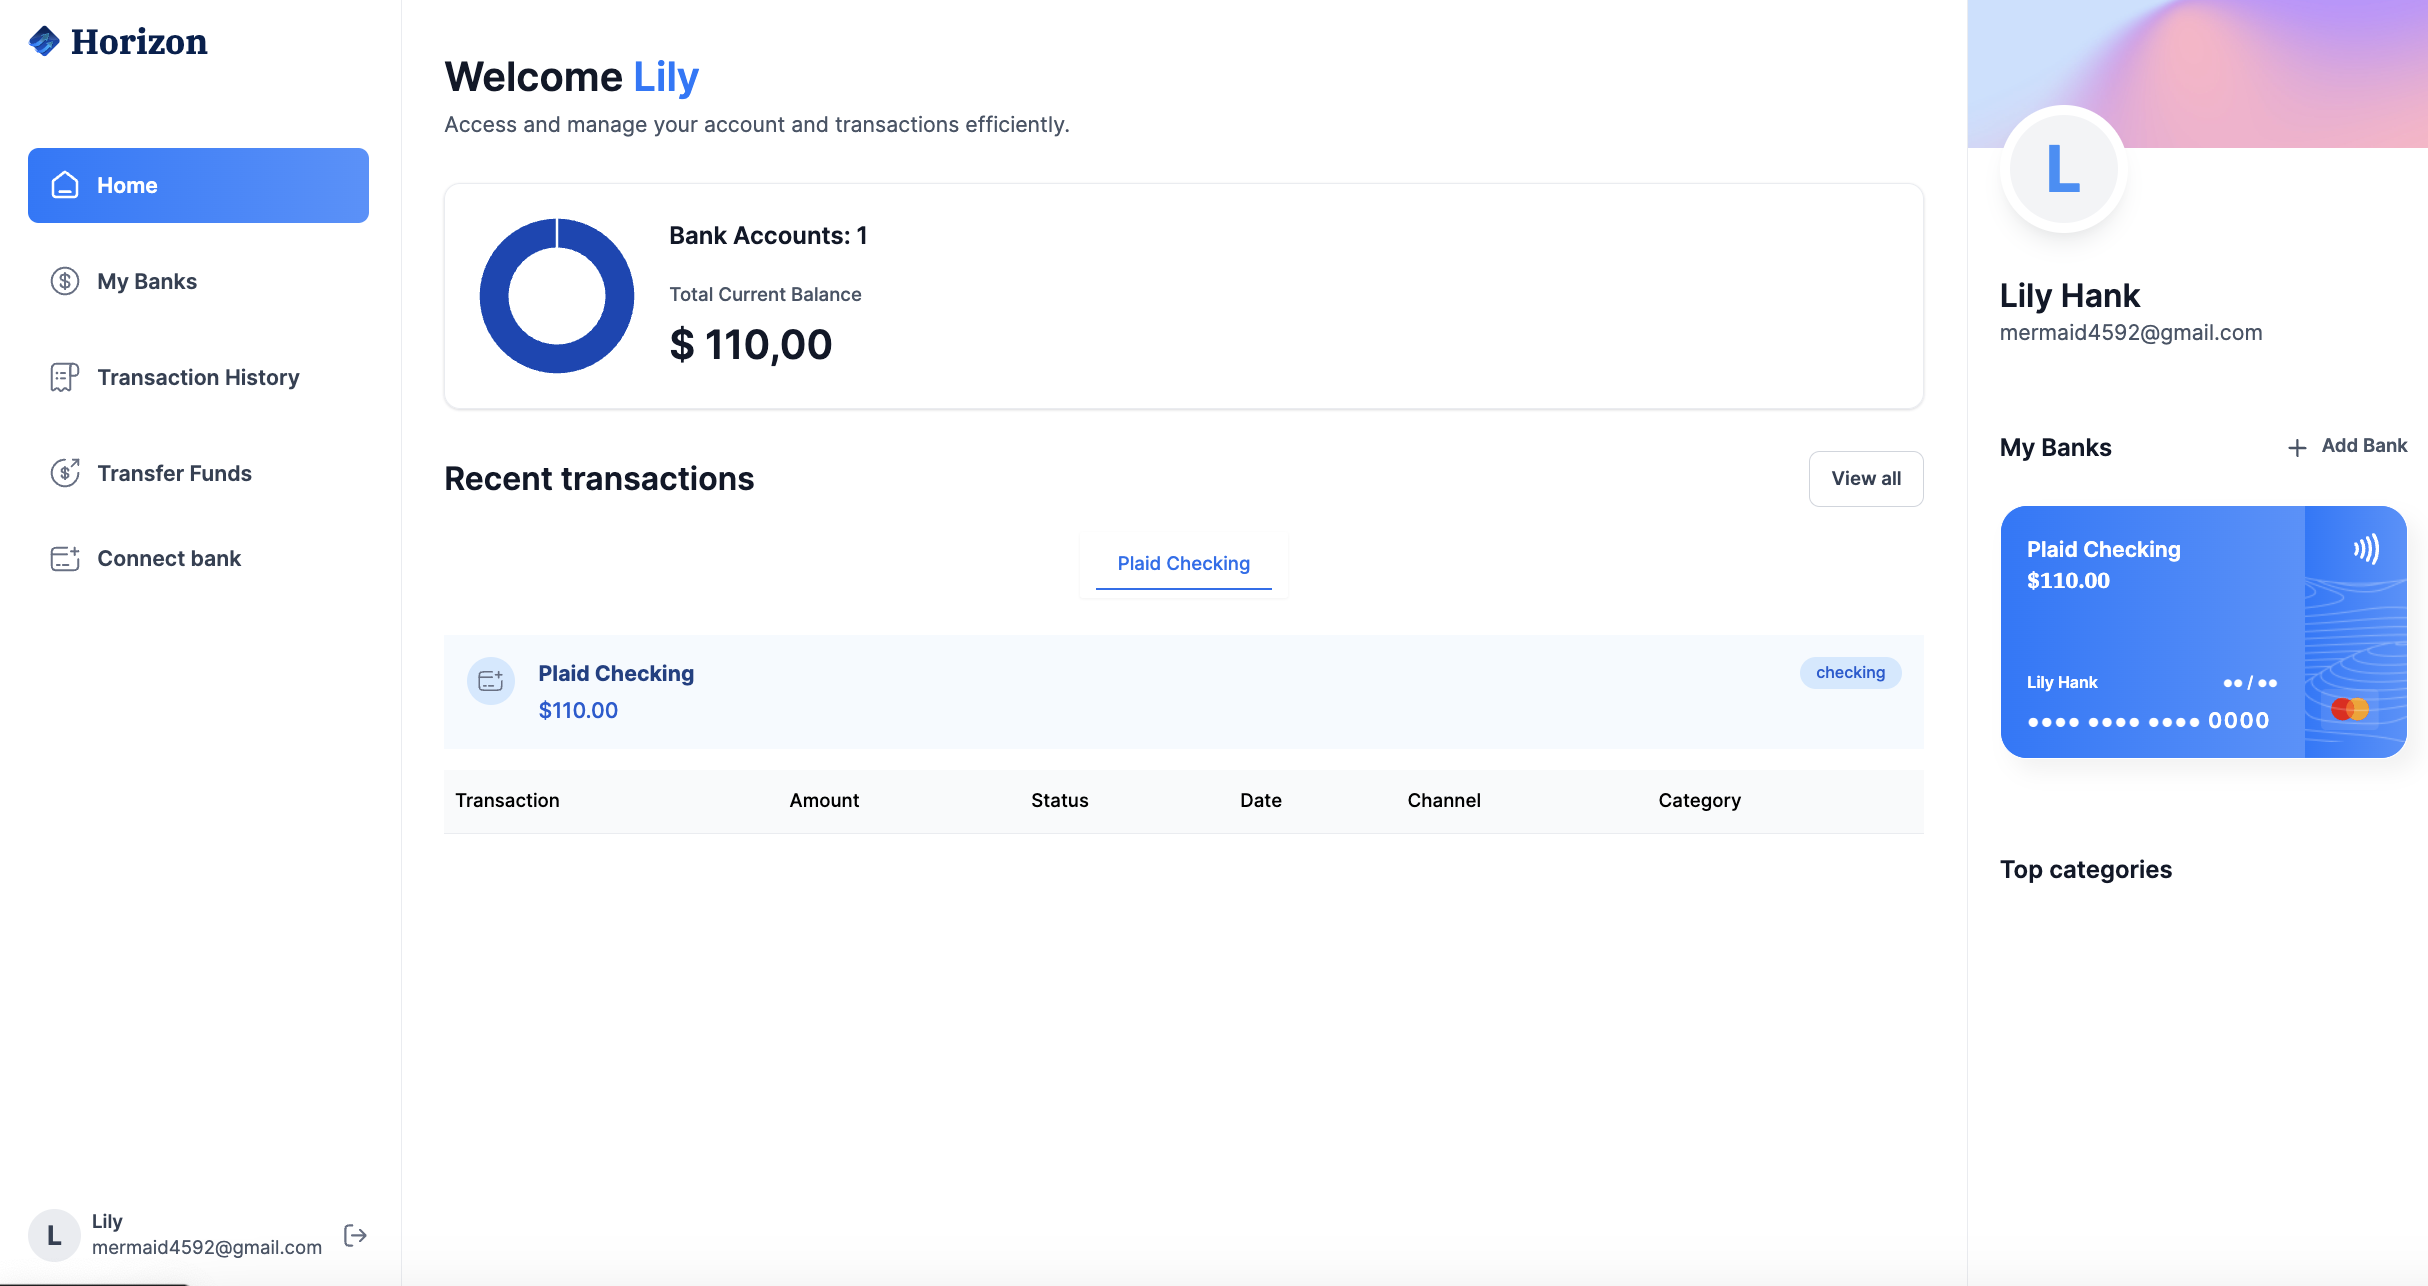 Horizon
Home
My Banks
Transaction History
Transfer Funds
Connect bank
L
Lily
mermaid4592@gmail.com
Welcome Lily
Access and manage your account and transactions efficiently.
Bank Accounts: 1
Total Current Balance
$ 110,00
Recent transactions
View all
Plaid Checking
Plaid Checking
checking
$110.00
Transaction Amount Status Date Channel Category
L
Lily Hank
mermaid4592@gmail.com
My Banks
+ Add Bank
Plaid Checking
$110.00
Lily Hank ●● / ●●
●●●● ●●●● ●●●● 0000
Top categories